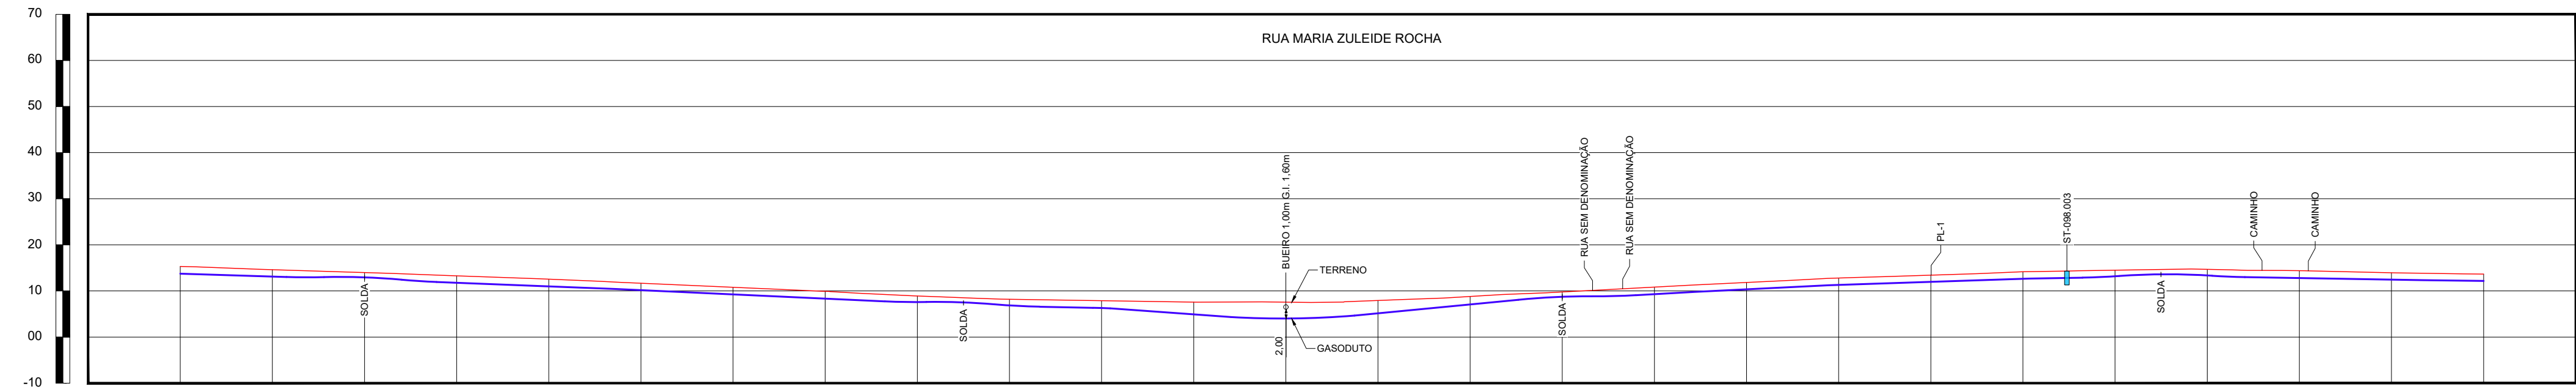 70
60
50
40
30
20
10
00
-10
RUA MARIA ZULEIDE ROCHA
SOLDA
SOLDA
BUEIRO 1,00m G.I. 1,60m
TERRENO
GASODUTO
2,00
SOLDA
RUA SEM DENOMINAÇÃO
RUA SEM DENOMINAÇÃO
PL-1
ST-098.003
SOLDA
CAMINHO
CAMINHO